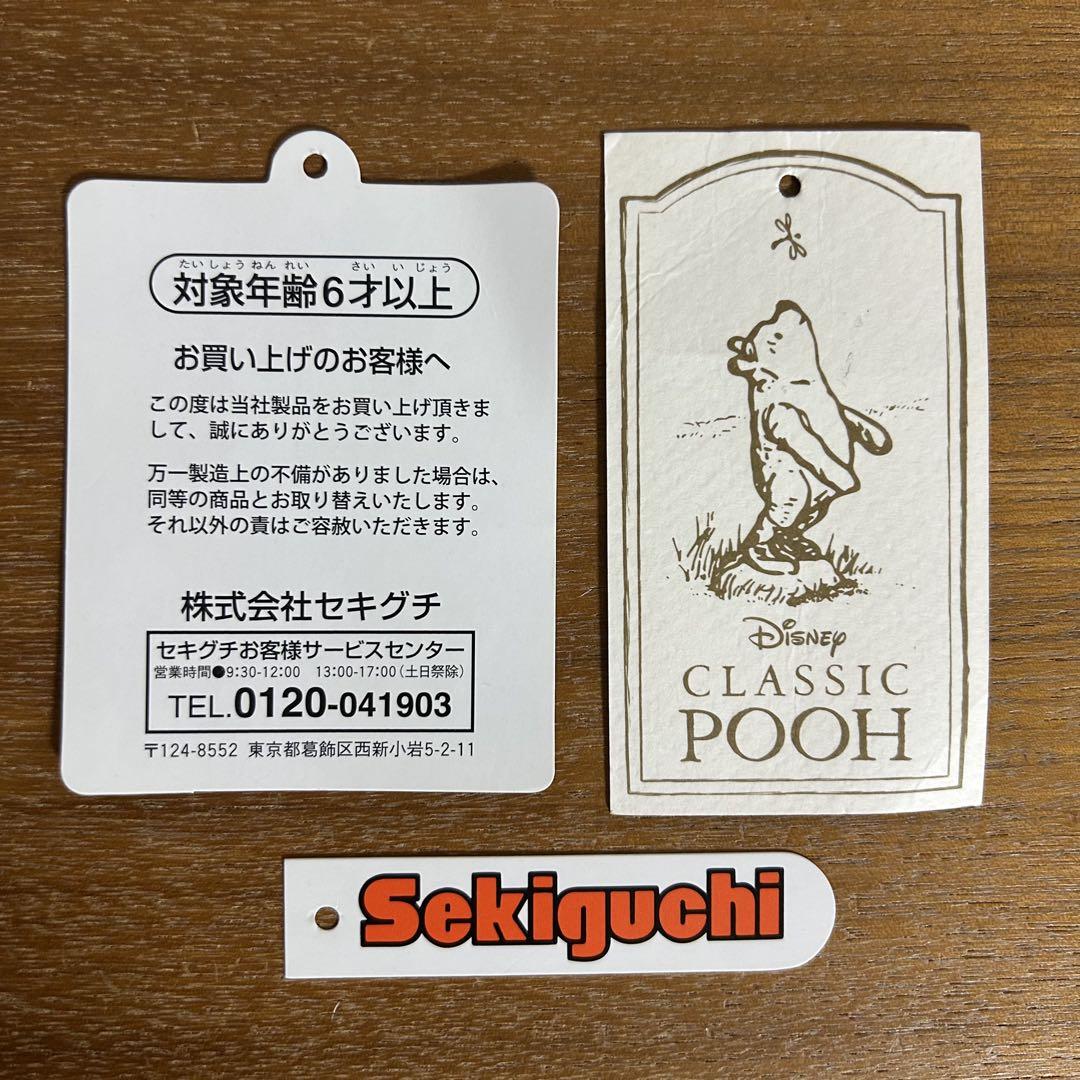 たいしょうねんれい さいいじょう
対象年齢6才以上
お買い上げのお客様へ
この度は当社製品をお買い上げ頂きま
して、誠にありがとうございます。
万一製造上の不備がありました場合は、
同等の商品とお取り替えいたします。
それ以外の責はご容赦いただきます。
株式会社セキグチ
セキグチお客様サービスセンター
営業時間●9:30-12:00 13:00-17:00(土日祭除)
TEL.0120-041903
〒124-8552 東京都葛飾区西新小岩5-2-11
Disney
CLASSIC
POOH
Sekiguchi